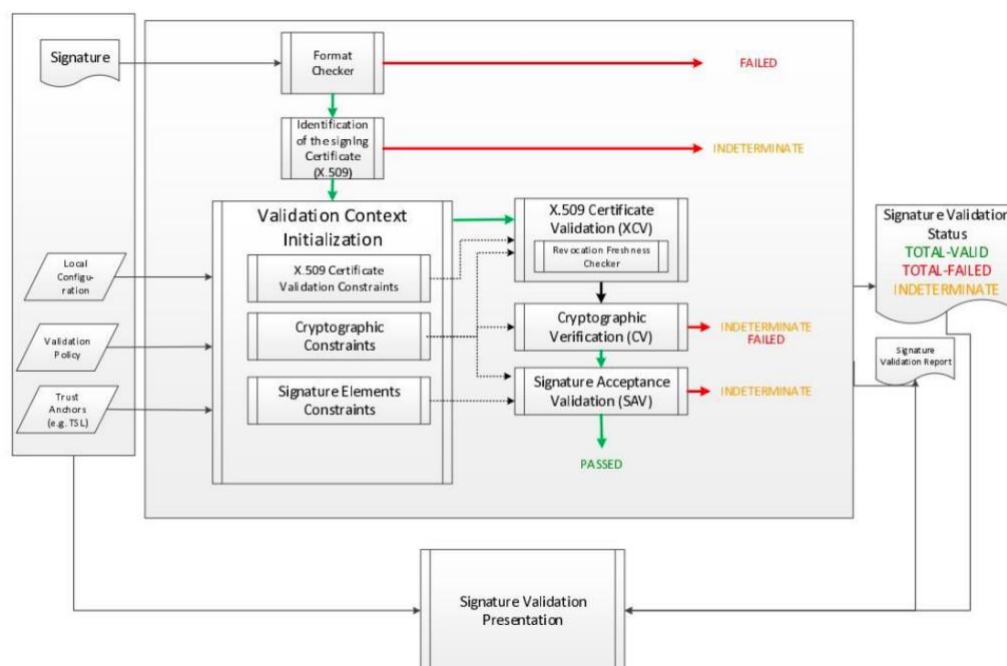 Signature
Format
Checker
FAILED
Identification
of the signing
Certificate
(X.509)
INDETERMINATE
Validation Context
Initialization
X.509 Certificate
Validation Constraints
Cryptographic
Constraints
Signature Elements
Constraints
X.509 Certificate
Validation (XCV)
Revocation Freshness
Checker
Cryptographic
Verification (CV)
INDETERMINATE
FAILED
Signature Acceptance
Validation (SAV)
INDETERMINATE
PASSED
Local
Configu-
ration
Validation
Policy
Trust
Anchors
(e.g. TSL)
Signature Validation
Status
TOTAL-VALID
TOTAL-FAILED
INDETERMINATE
Signature
Validation Report
Signature Validation
Presentation